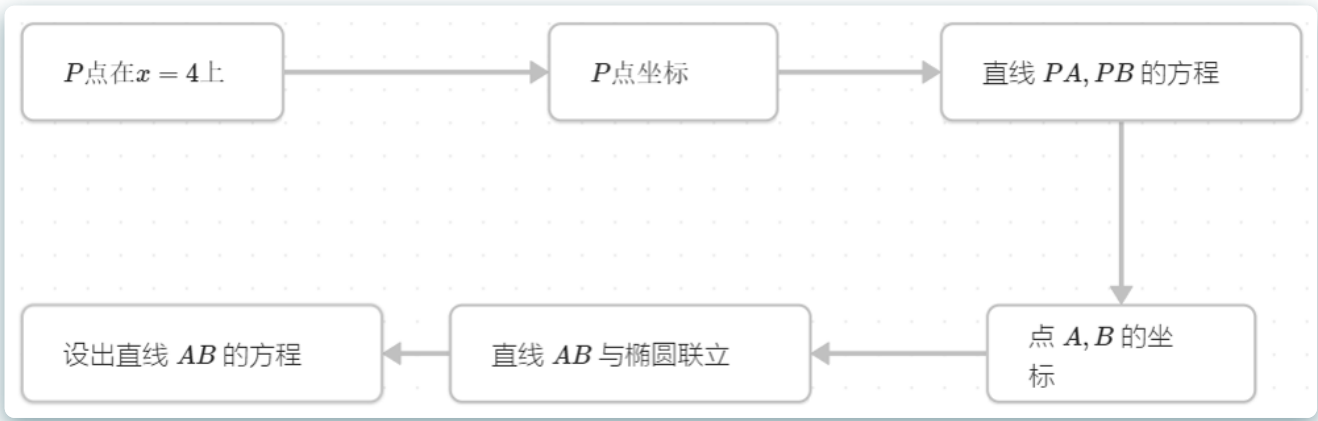 P点在x = 4上
P点坐标
直线 PA, PB 的方程
设出直线 AB 的方程
直线 AB 与椭圆联立
点 A, B 的坐
标